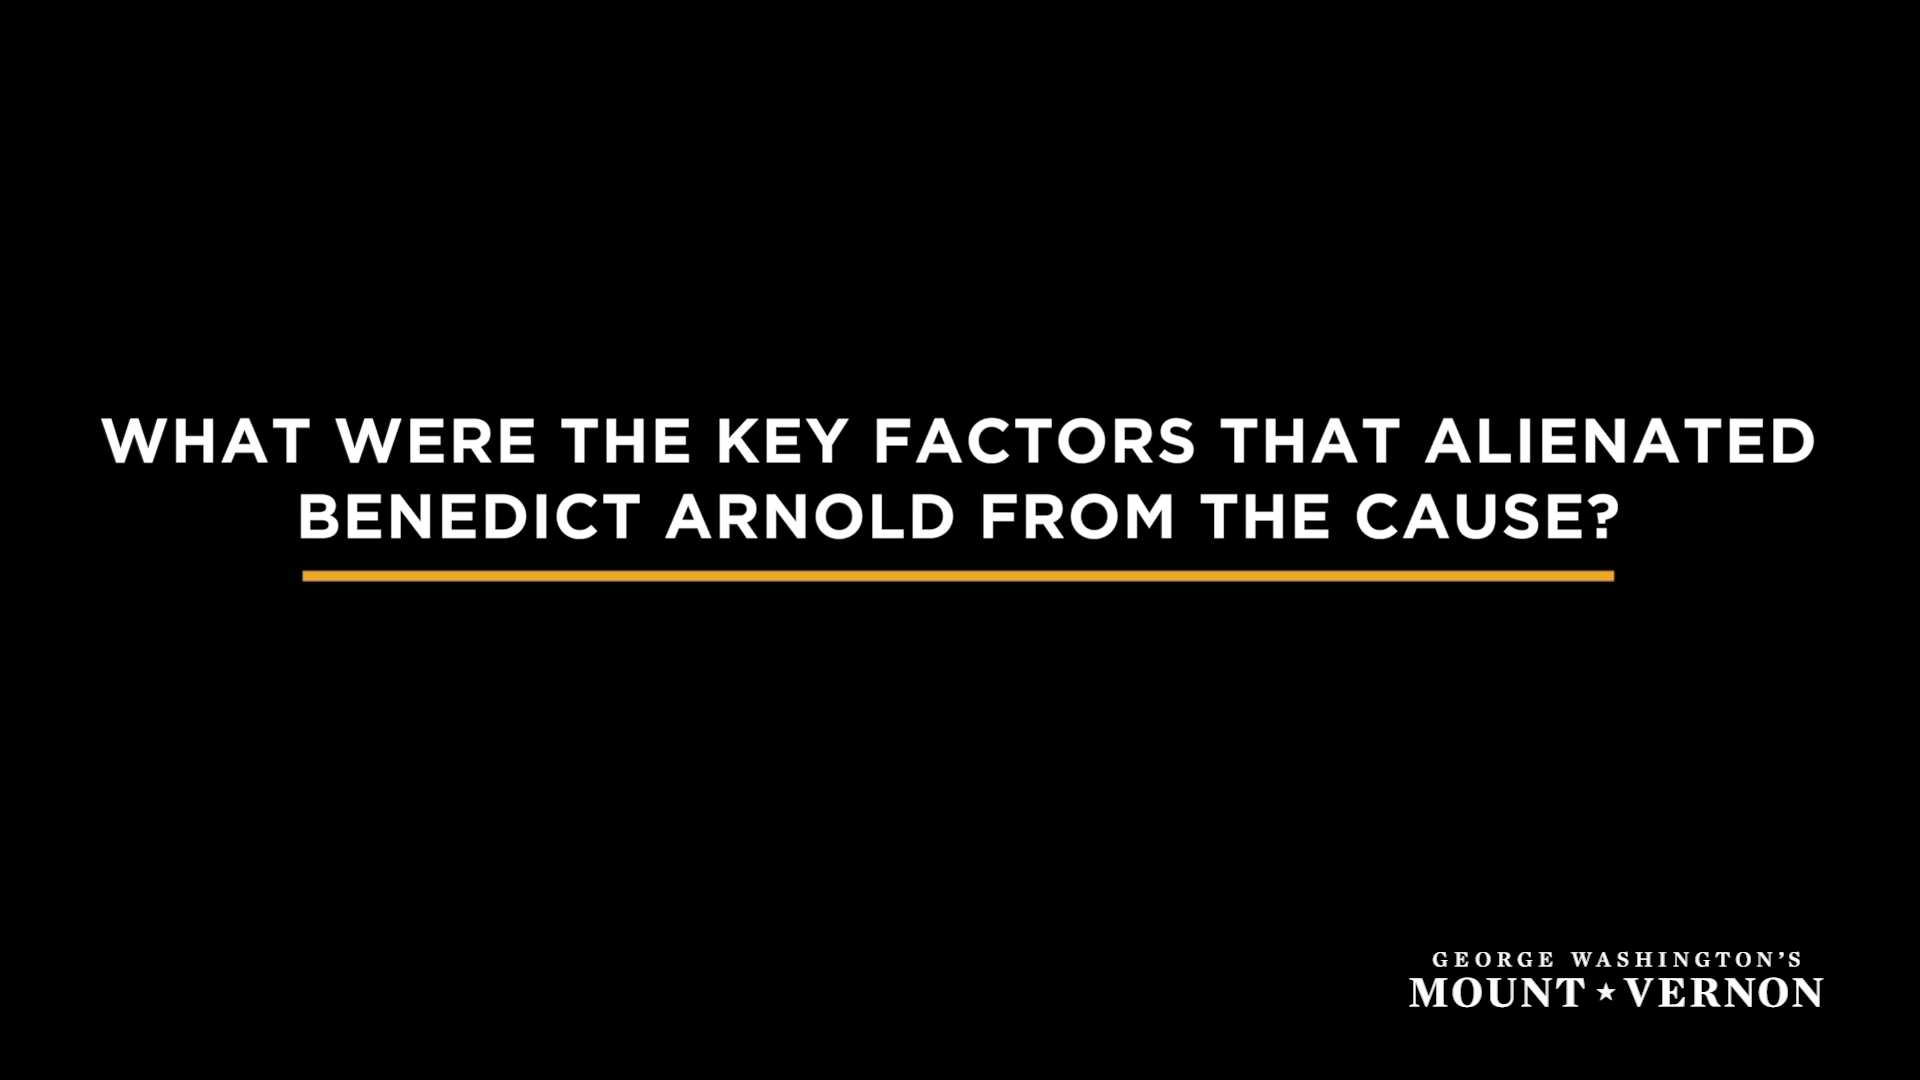 WHAT WERE THE KEY FACTORS THAT ALIENATED
BENEDICT ARNOLD FROM THE CAUSE?
GEORGE WASHINGTON'S
MOUNT★VERNON